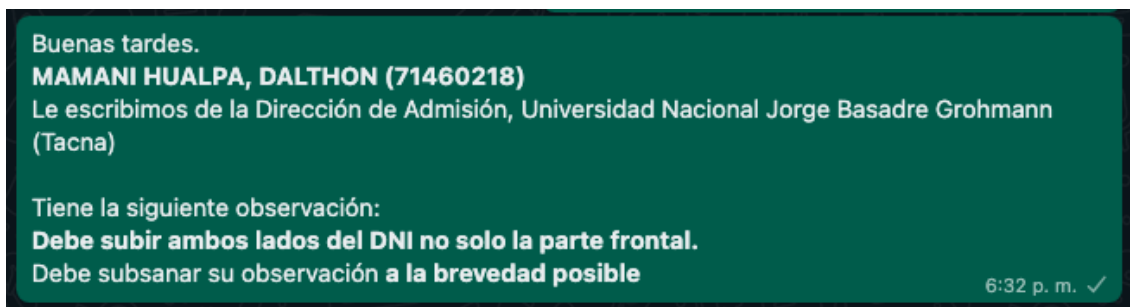 Buenas tardes.
MAMANI HUALPA, DALTHON (71460218)
Le escribimos de la Dirección de Admisión, Universidad Nacional Jorge Basadre Grohmann
(Tacna)
Tiene la siguiente observación:
Debe subir ambos lados del DNI no solo la parte frontal.
Debe subsanar su observación a la brevedad posible
6:32 p. m.